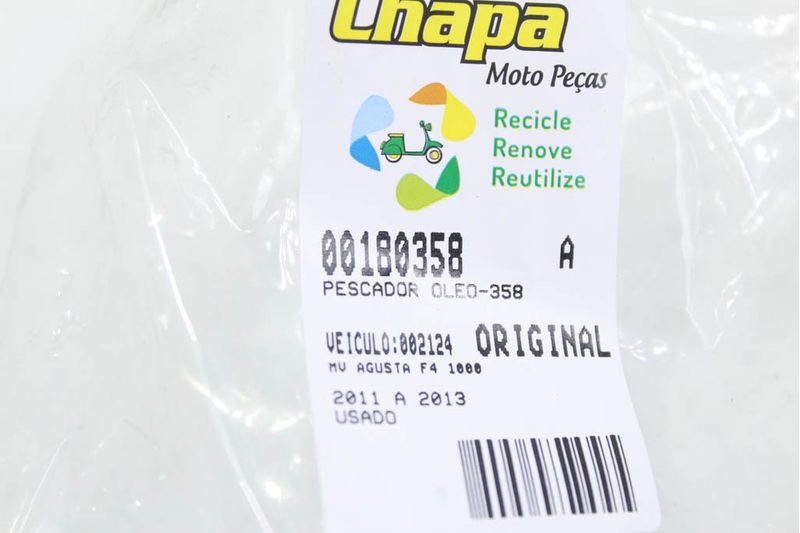 Chapa
Moto Peças
Recicle
Renove
Reutilize
00180358 A
PESCADOR OLEO-358
VEICULO:002124 ORIGINAL
MV AGUSTA F4 1000
2011 A 2013
USADO